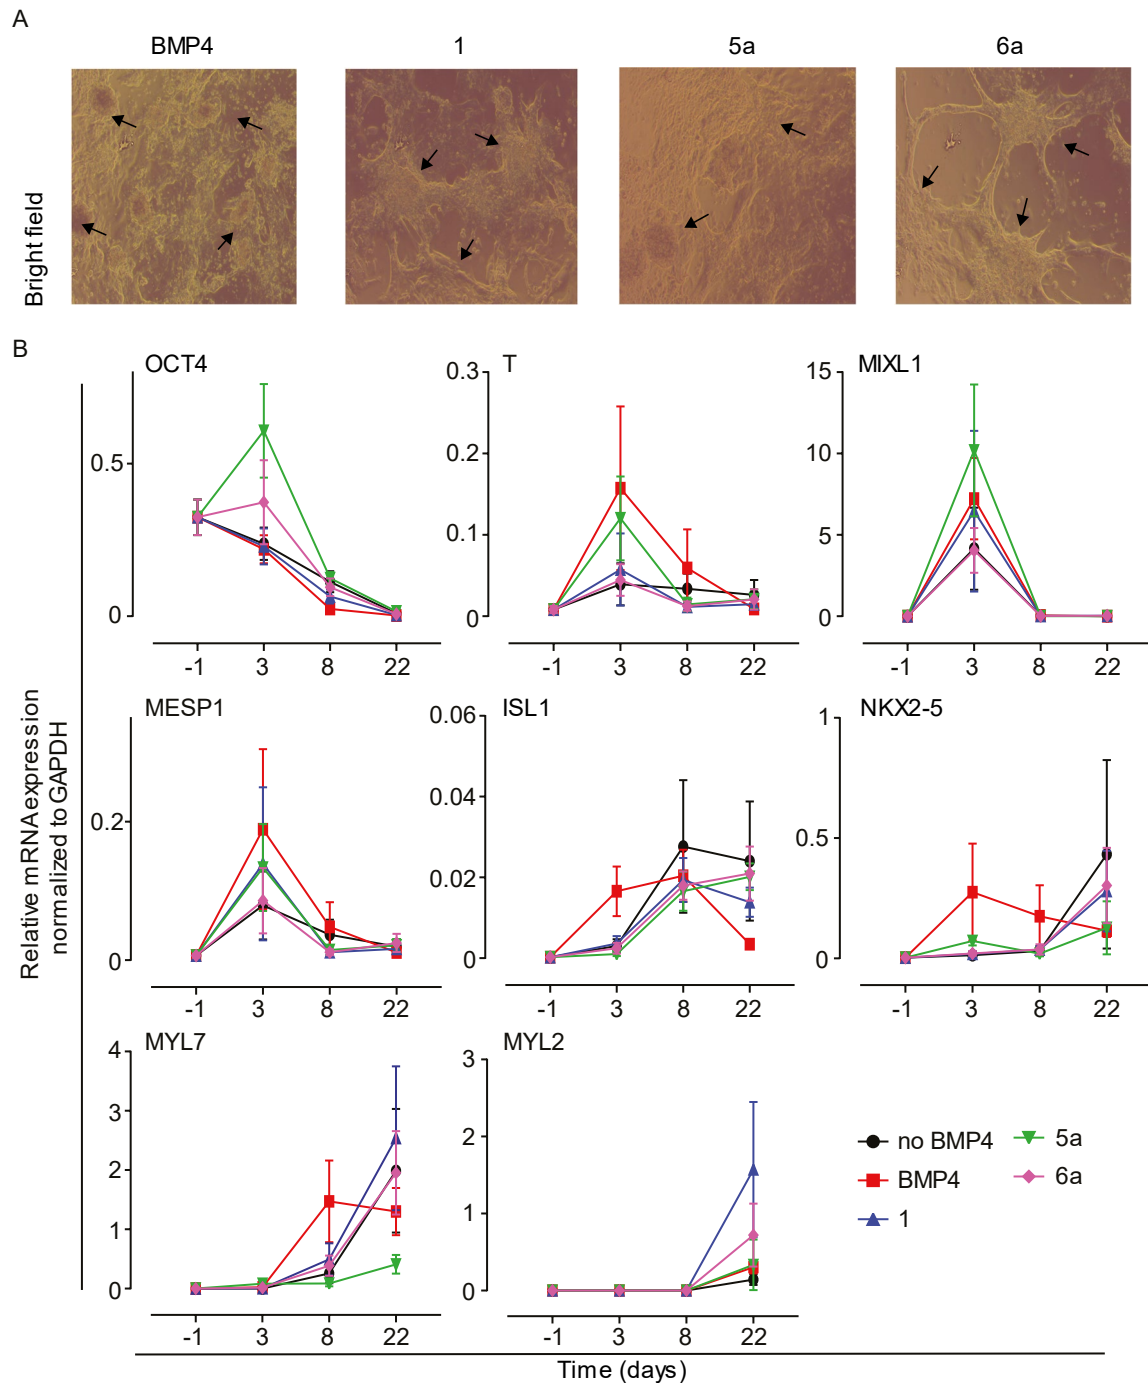 A
BMP4 1 5a 6a
Bright field
B
Relative mRNA expression
normalized to GAPDH
OCT4
0.5
0
-1 3 8 22
T
0.3
0.2
0.1
0
-1 3 8 22
MIXL1
15
10
5
0
-1 3 8 22
MESP1
0.2
0
-1 3 8 22
ISL1
0.06
0.04
0.02
0
-1 3 8 22
NKX2-5
1
0.5
0
-1 3 8 22
MYL7
4
3
2
1
0
-1 3 8 22
MYL2
3
2
1
0
-1 3 8 22
no BMP4
BMP4
1
5a
6a
Time (days)